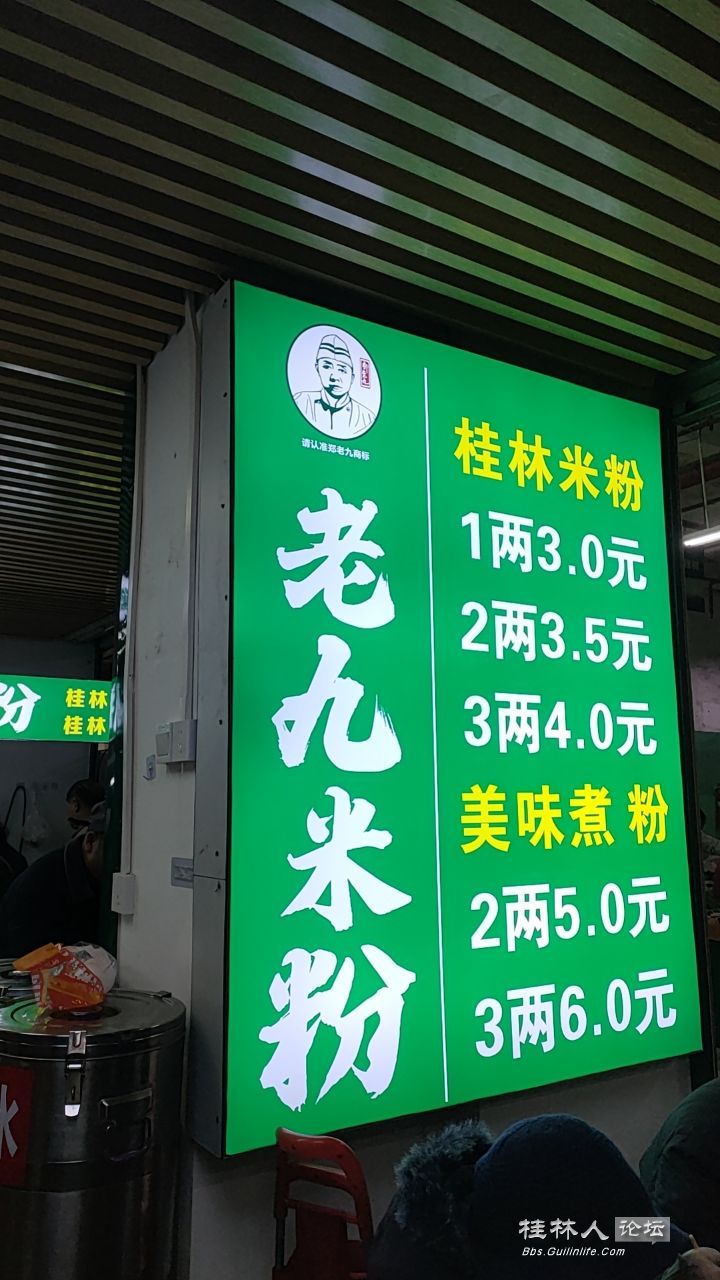 请认准郑老九商标
老九米粉
桂林米粉
1两3.0元
2两3.5元
3两4.0元
美味煮 粉
2两5.0元
3两6.0元
粉
桂林
桂林
水
桂林人论坛
Bbs.Guilinlife.Com